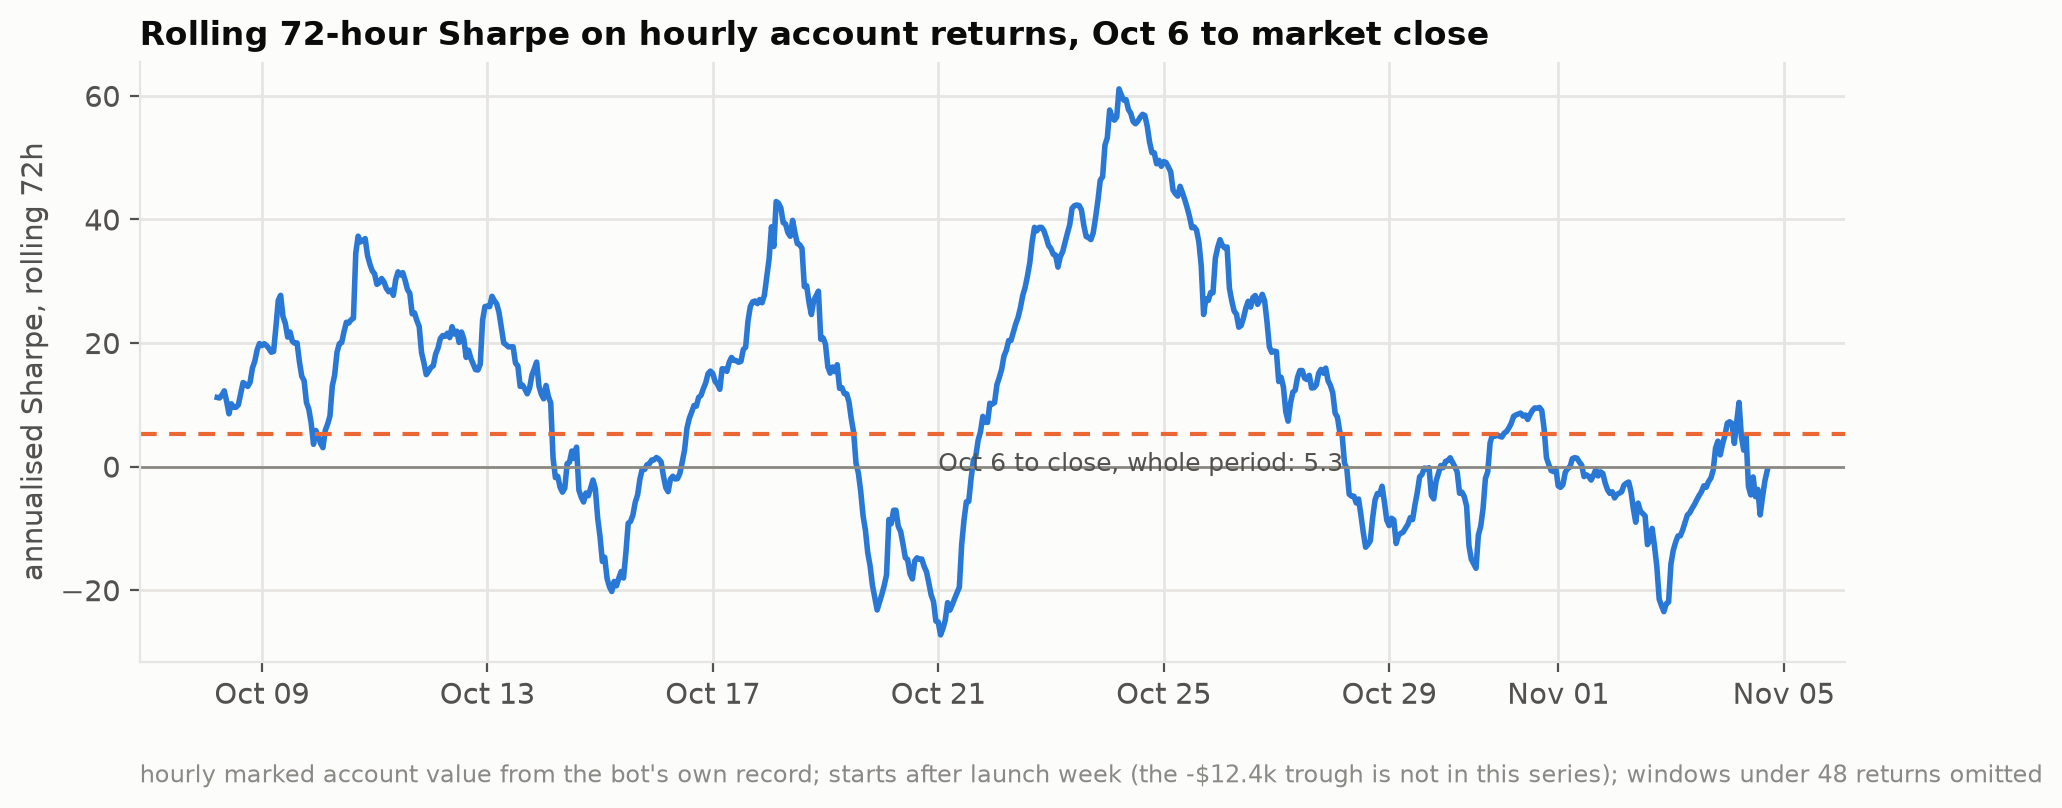 Rolling 72-hour Sharpe on hourly account returns, Oct 6 to market close
annualised Sharpe, rolling 72h
60
40
20
0
−20
Oct 6 to close, whole period: 5.3
Oct 09 Oct 13 Oct 17 Oct 21 Oct 25 Oct 29 Nov 01 Nov 05
hourly marked account value from the bot's own record; starts after launch week (the -$12.4k trough is not in this series); windows under 48 returns omitted